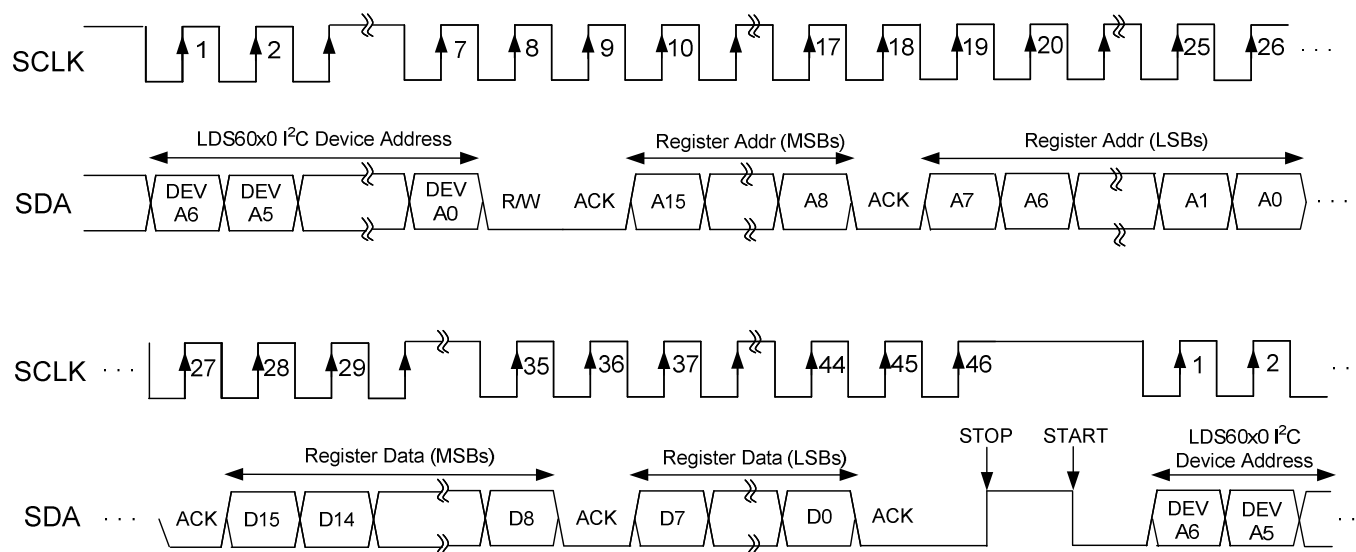 SCLK 1 2 7 8 9 10 17 18 19 20 25 26 · · ·
LDS60x0 I²C Device Address Register Addr (MSBs) Register Addr (LSBs)
SDA DEV A6 DEV A5 DEV A0 R/W ACK A15 A8 ACK A7 A6 A1 A0 · · ·
SCLK · · · 27 28 29 35 36 37 44 45 46 1 2 · ·
Register Data (MSBs) Register Data (LSBs) STOP START LDS60x0 I²C Device Address
SDA · · · ACK D15 D14 D8 ACK D7 D0 ACK DEV A6 DEV A5 · · ·